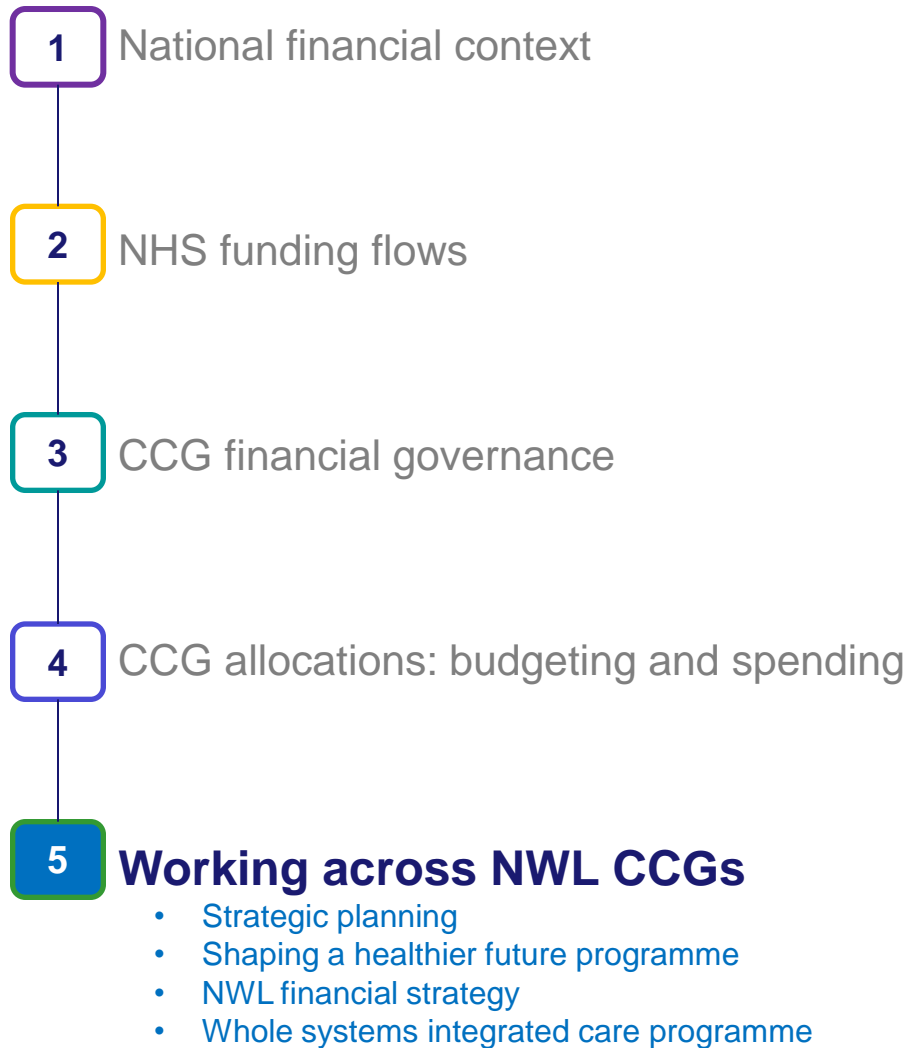 1 National financial context
2 NHS funding flows
3 CCG financial governance
4 CCG allocations: budgeting and spending
5 Working across NWL CCGs
• Strategic planning
• Shaping a healthier future programme
• NWL financial strategy
• Whole systems integrated care programme